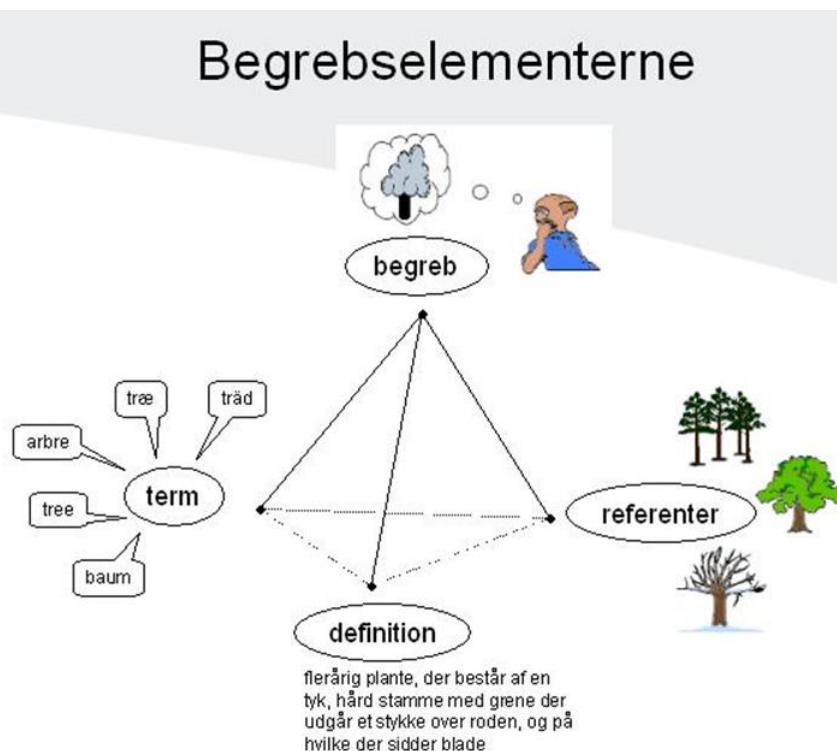 Begrebselementerne
begreb
træ
träd
arbre
term
tree
baum
referenter
definition
flerårig plante, der består af en
tyk, hård stamme med grene der
udgår et stykke over roden, og på
hvilke der sidder blade